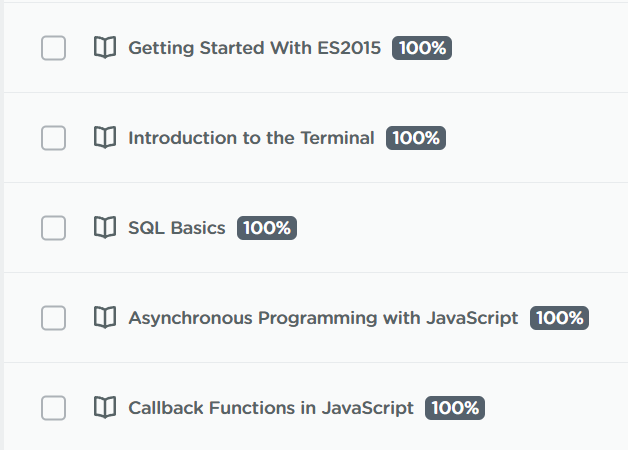 Getting Started With ES2015 100%
Introduction to the Terminal 100%
SQL Basics 100%
Asynchronous Programming with JavaScript 100%
Callback Functions in JavaScript 100%